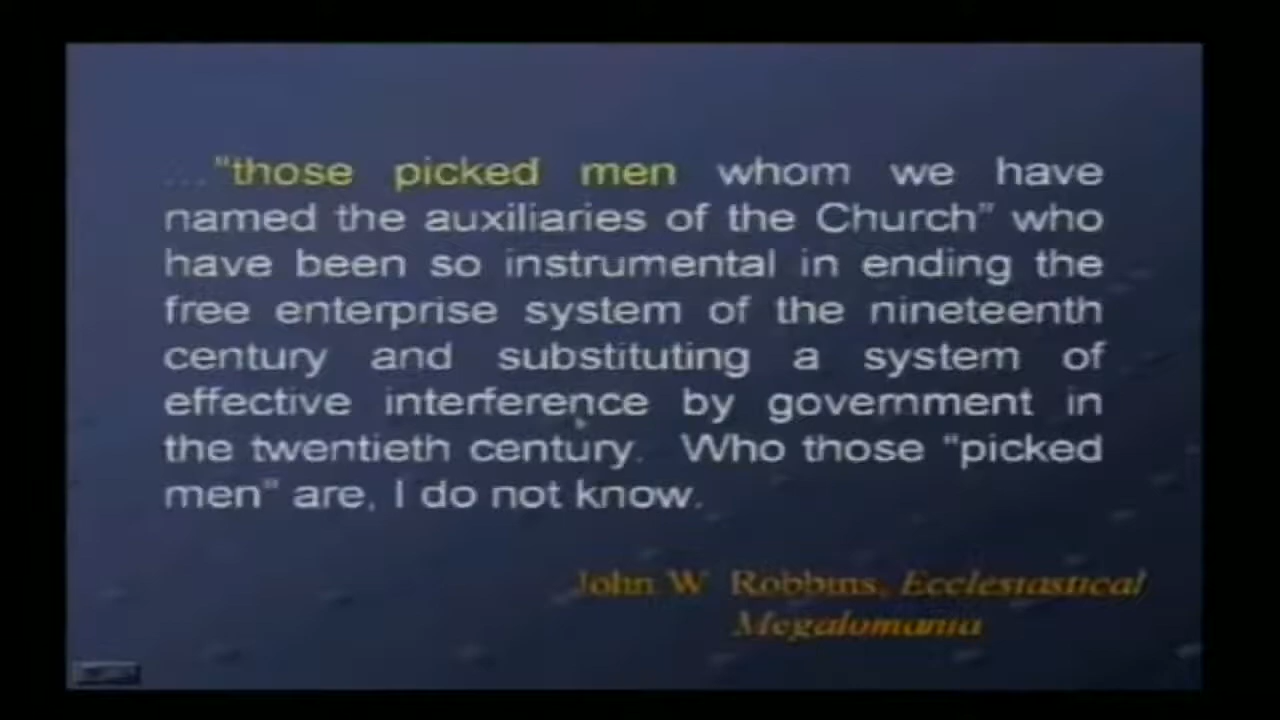 ..."those picked men whom we have
named the auxiliaries of the Church" who
have been so instrumental in ending the
free enterprise system of the nineteenth
century and substituting a system of
effective interference by government in
the twentieth century. Who those "picked
men" are, I do not know.
John W Robbins, Ecclesiastical
Megalomania